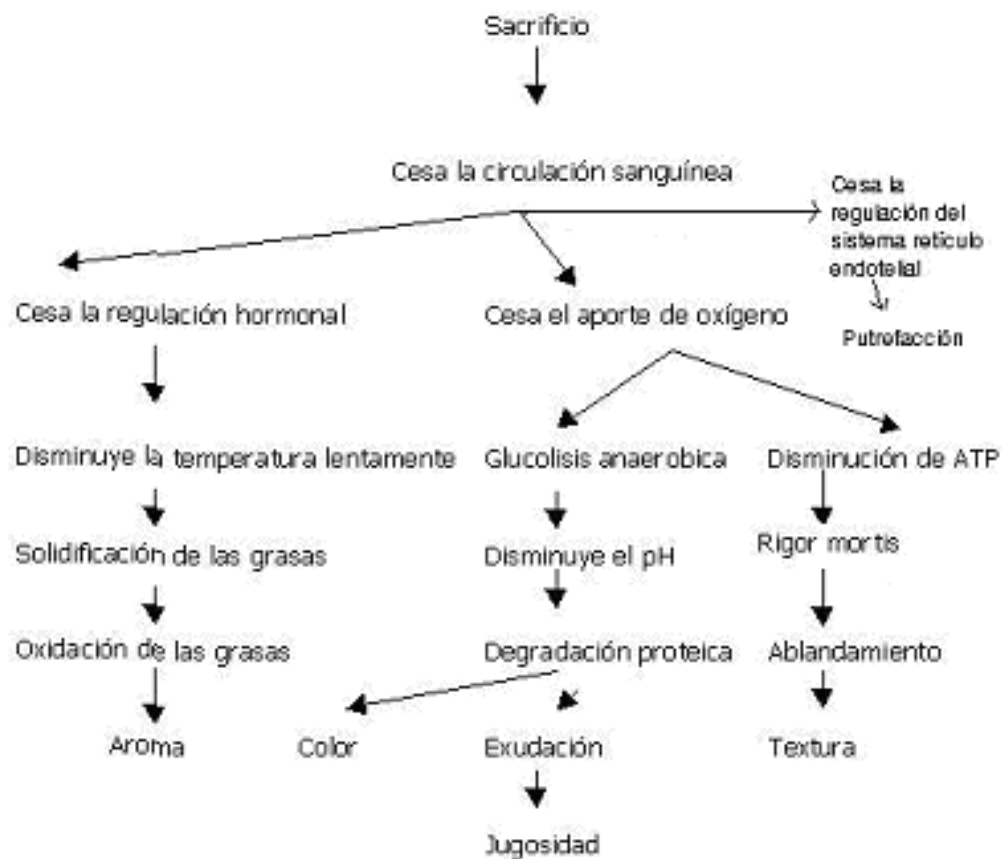 Sacrificio
Cesa la circulación sanguínea
Cesa la
regulación del
sistema retículo
endotelial
Cesa la regulación hormonal
Cesa el aporte de oxígeno
Putrefacción
Disminuye la temperatura lentamente
Glucolisis anaerobica
Disminución de ATP
Solidificación de las grasas
Disminuye el pH
Rigor mortis
Oxidación de las grasas
Degradación proteica
Ablandamiento
Aroma
Color
Exudación
Textura
Jugosidad